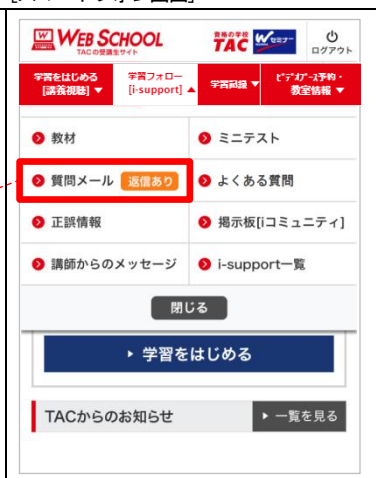 [スマートフォン画面]
WEB SCHOOL
TACの受講生サイト
資格の学校
TAC
Wセミナー
ログアウト
学習をはじめる
[講義視聴] ▼
学習フォロー
[i-support] ▲
学習記録 ▼
ビデオブース予約・
教室情報 ▼
教材
ミニテスト
質問メール 返信あり
よくある質問
正誤情報
掲示板[iコミュニティ]
講師からのメッセージ
i-support一覧
閉じる
学習をはじめる
TACからのお知らせ
一覧を見る